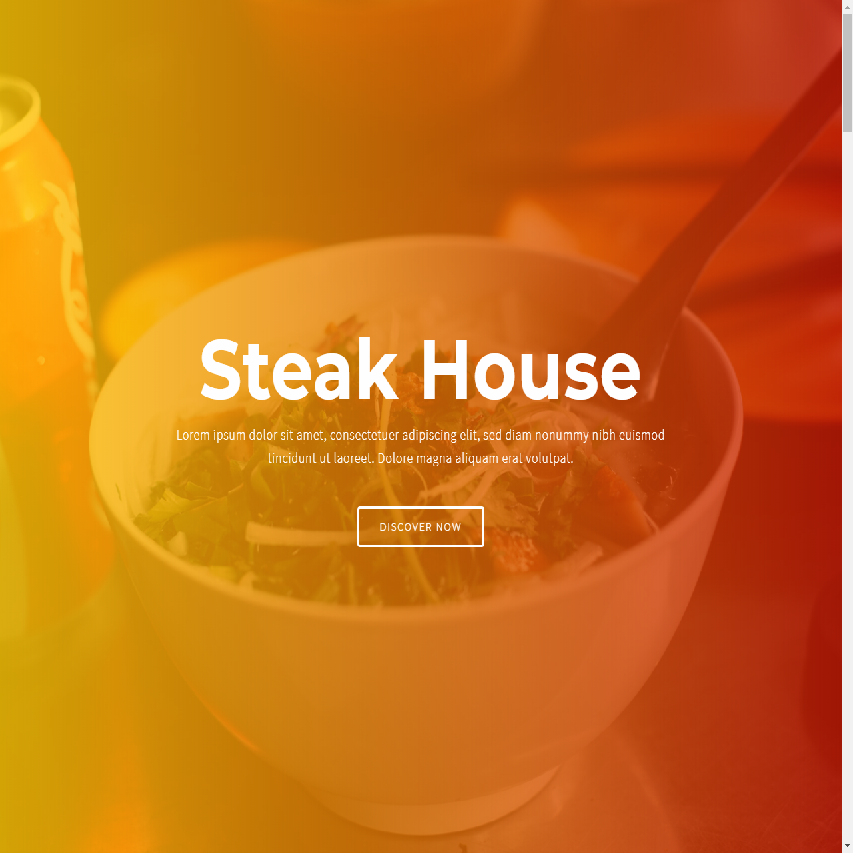 Steak House
Lorem ipsum dolor sit amet, consectetuer adipiscing elit, sed diam nonummy nibh euismod
tincidunt ut laoreet. Dolore magna aliquam erat volutpat.
DISCOVER NOW